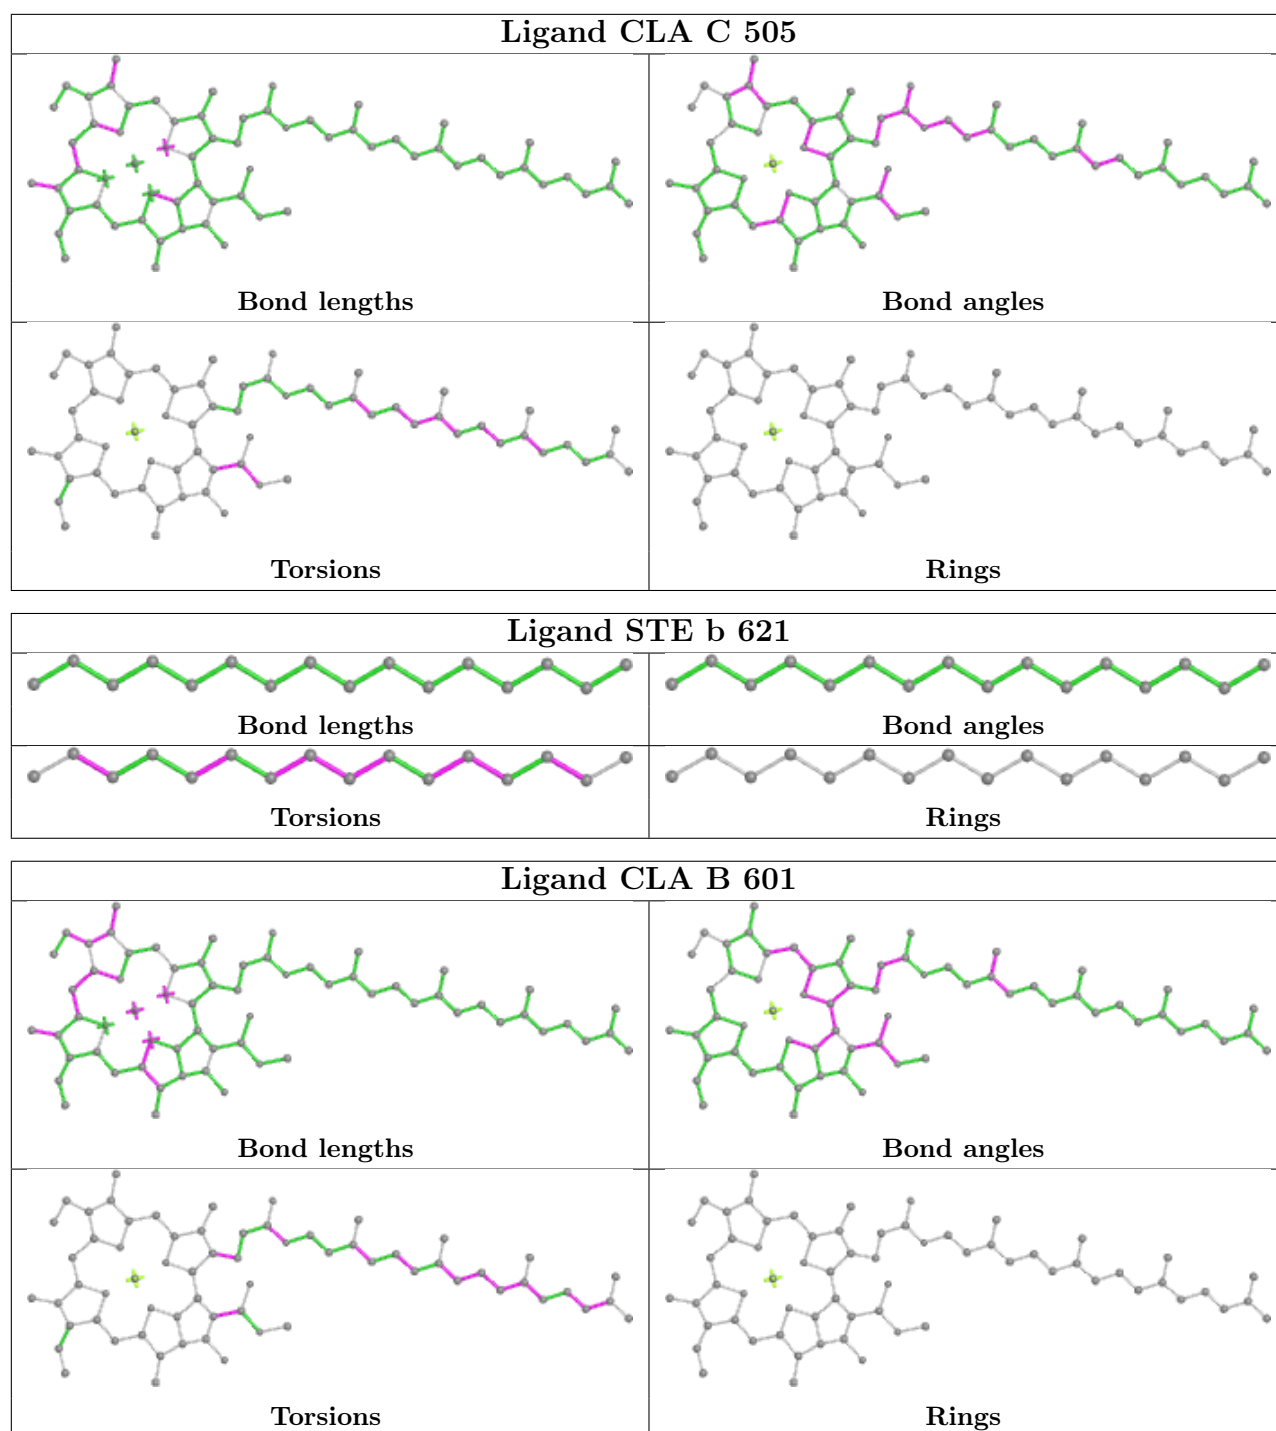 Ligand CLA C 505
Bond lengths
Bond angles
Torsions
Rings
Ligand STE b 621
Bond lengths
Bond angles
Torsions
Rings
Ligand CLA B 601
Bond lengths
Bond angles
Torsions
Rings